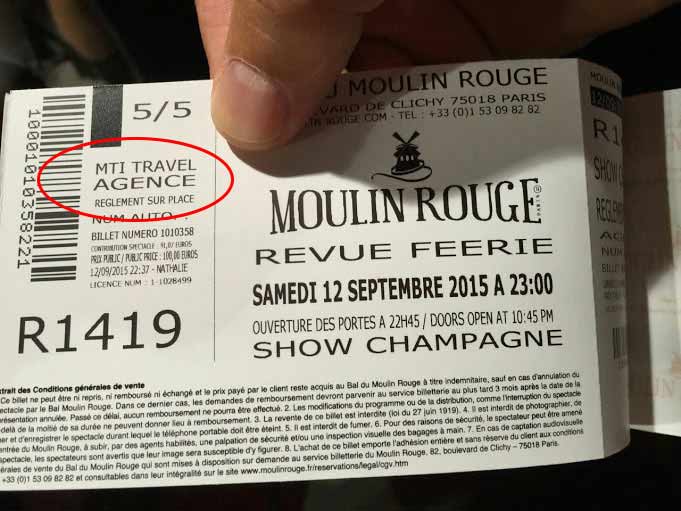 5/5
MTI TRAVEL
AGENCE
REGLEMENT SUR PLACE
NUM AUTO. :
BILLET NUMERO 1010358
CONTRIBUTION SPECTACLE : 91,07 EUROS
PRIX PUBLIC / PUBLIC PRICE : 100,00 EUROS
12/09/2015 22:37 - NATHALIE
LICENCE NUM : 1-1028499
R1419
1000101010358221
DU MOULIN ROUGE
BOULEVARD DE CLICHY 75018 PARIS
ROUGE.COM - TEL : +33 (0)1 53 09 82 82
MOULIN ROUGE
PARIS
REVUE FEERIE
SAMEDI 12 SEPTEMBRE 2015 A 23:00
OUVERTURE DES PORTES A 22H45 / DOORS OPEN AT 10:45 PM
SHOW CHAMPAGNE
MOULIN
12/09/20
R14
SHOW C
REGLEM
BILLET
extrait des Conditions générales de vente
Ce billet ne peut être ni repris, ni remboursé ni échangé et le prix payé par le client reste acquis au Bal du Moulin Rouge à titre indemnitaire, sauf en cas d'annulation du
spectacle par le Bal du Moulin Rouge. Dans ce dernier cas, les demandes de remboursement devront parvenir au service billetterie au plus tard 3 mois après la date de la
représentation annulée. Passé ce délai, aucun remboursement ne pourra être effectué. 2. Les modifications du programme ou de la distribution, comme l'interruption du spectacle
delà de la moitié de sa durée ne peuvent donner lieu à remboursement. 3. La revente de ce billet est interdite (loi du 27 juin 1919). 4. Il est interdit de photographier, de
er et d'enregistrer le spectacle durant lequel le téléphone portable doit être éteint. 5. Il est interdit de fumer. 6. Pour des raisons de sécurité, le spectateur peut être amené
entrée du Moulin Rouge, à subir, par des agents habilités, une palpation de sécurité et/ou une inspection visuelle des bagages à main. 7. En cas de captation audiovisuelle
spectacle, les spectateurs sont avertis que leur image sera susceptible d'y figurer. 8. L'achat de ce billet emporte l'adhésion entière et sans réserve du client aux conditions
érales de vente du Bal du Moulin Rouge qui sont mises à disposition sur demande au service billetterie du Moulin Rouge, 82, boulevard de Clichy – 75018 Paris.
+33 (0)1 53 09 82 82 et consultables dans leur intégralité sur le site www.moulinrouge.fr/reservations/legal/cgv.htm